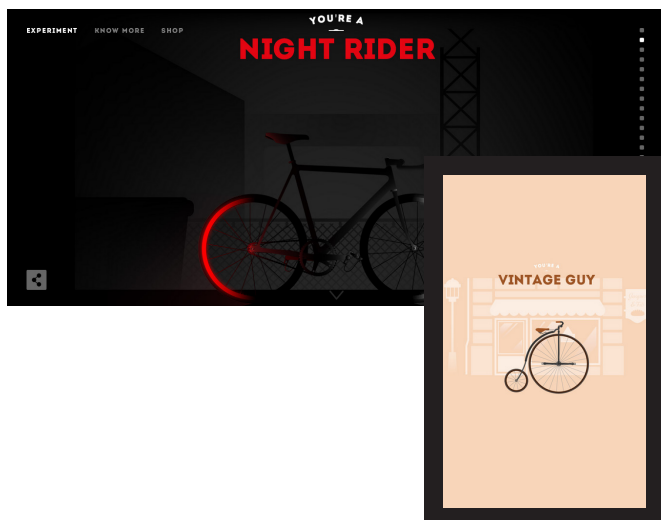 YOU'RE A
EXPERIMENT KNOW MORE SHOP
NIGHT RIDER
YOU'RE A
VINTAGE GUY